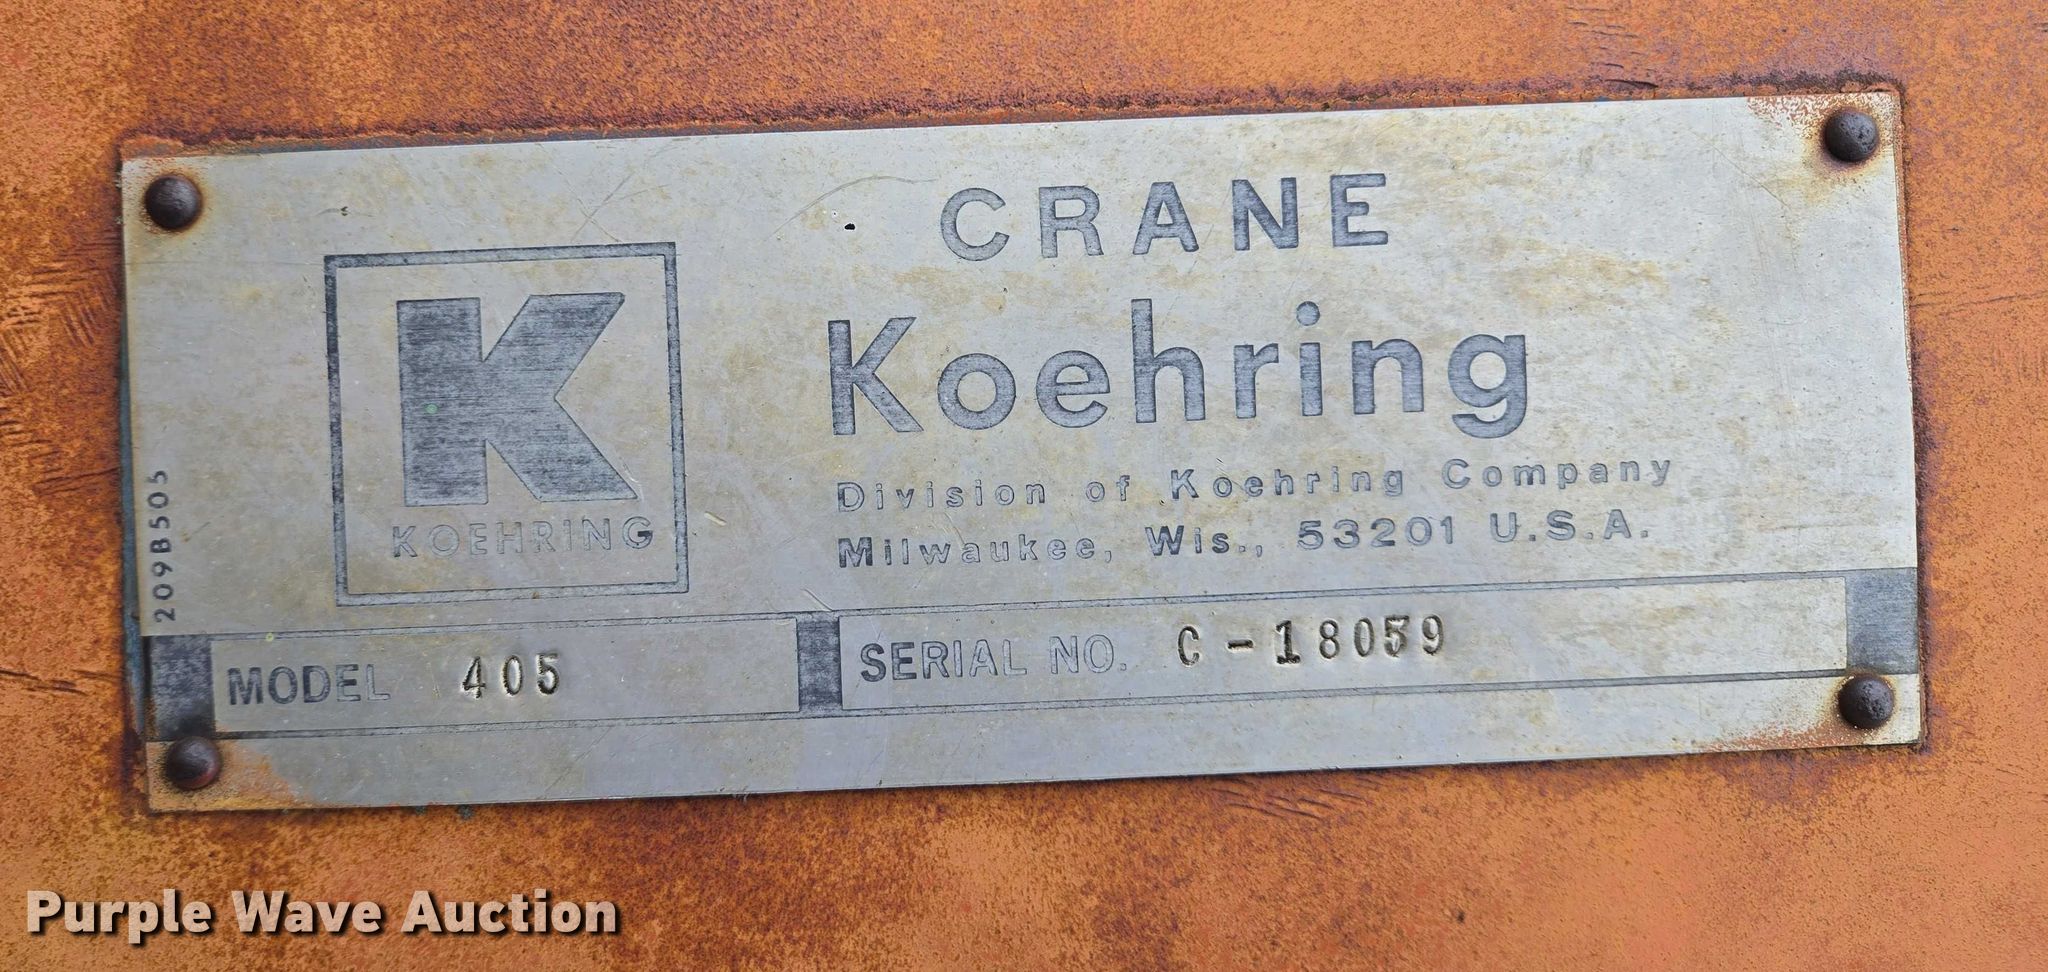 CRANE
K
KOEHRING
Koehring
Division of Koehring Company
Milwaukee, Wis., 53201 U.S.A.
209B505
MODEL 405
SERIAL NO. C-18059
Purple Wave Auction